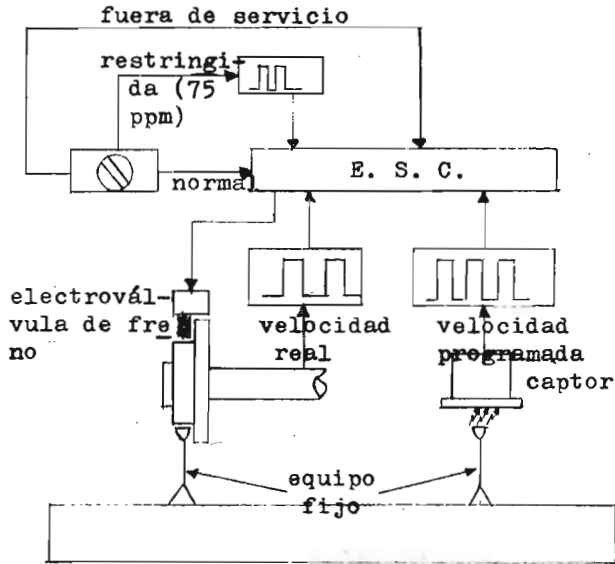 fuera de servicio
restringi-
da (75
ppm)
E. S. C.
normal
electrovál-
vula de fre
no
velocidad
real
velocidad
programada
captor
equipo
fijo